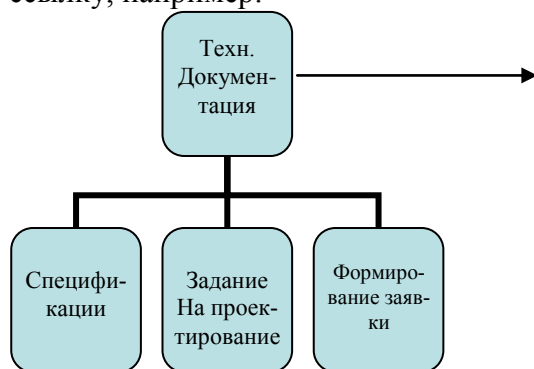 ссылку, например:
Техн.
Докумен-
тация
Специфи-
кации
Задание
На проек-
тирование
Формиро-
вание заяв-
ки